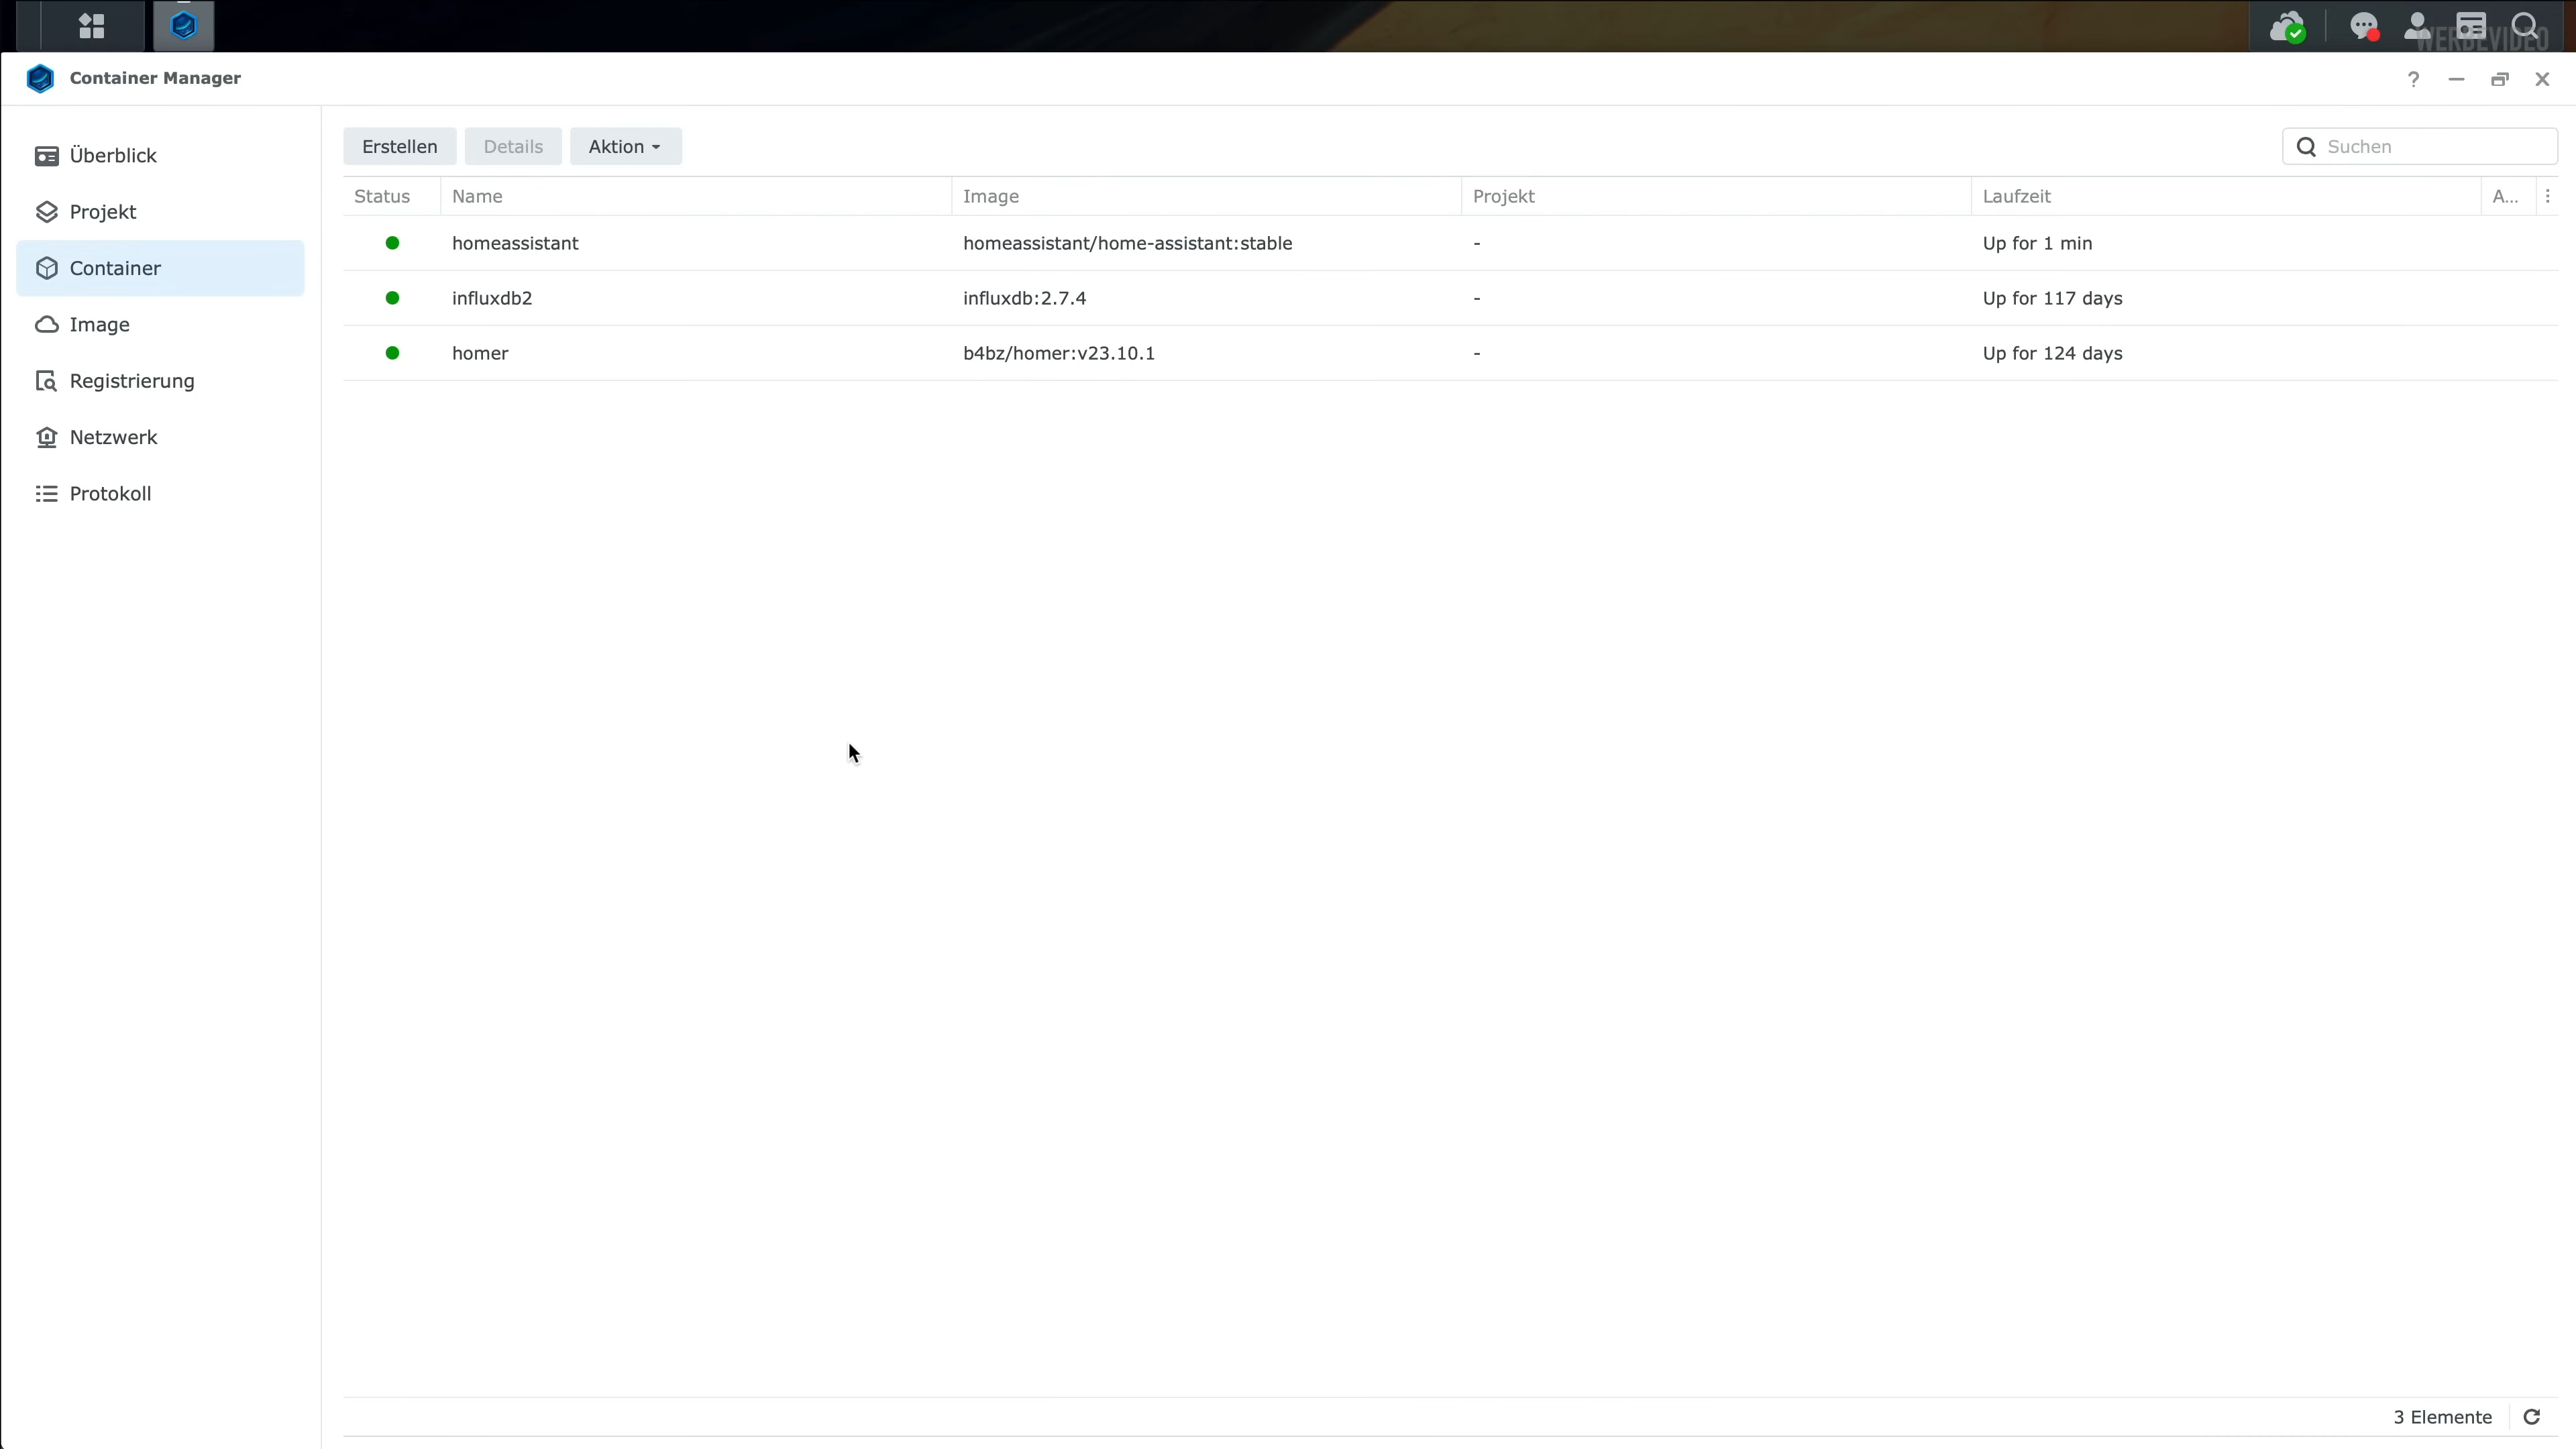 WERBEVIDEO
Container Manager
?
Überblick
Projekt
Container
Image
Registrierung
Netzwerk
Protokoll
Erstellen Details Aktion
Suchen
Status Name Image Projekt Laufzeit A...
homeassistant homeassistant/home-assistant:stable - Up for 1 min
influxdb2 influxdb:2.7.4 - Up for 117 days
homer b4bz/homer:v23.10.1 - Up for 124 days
3 Elemente